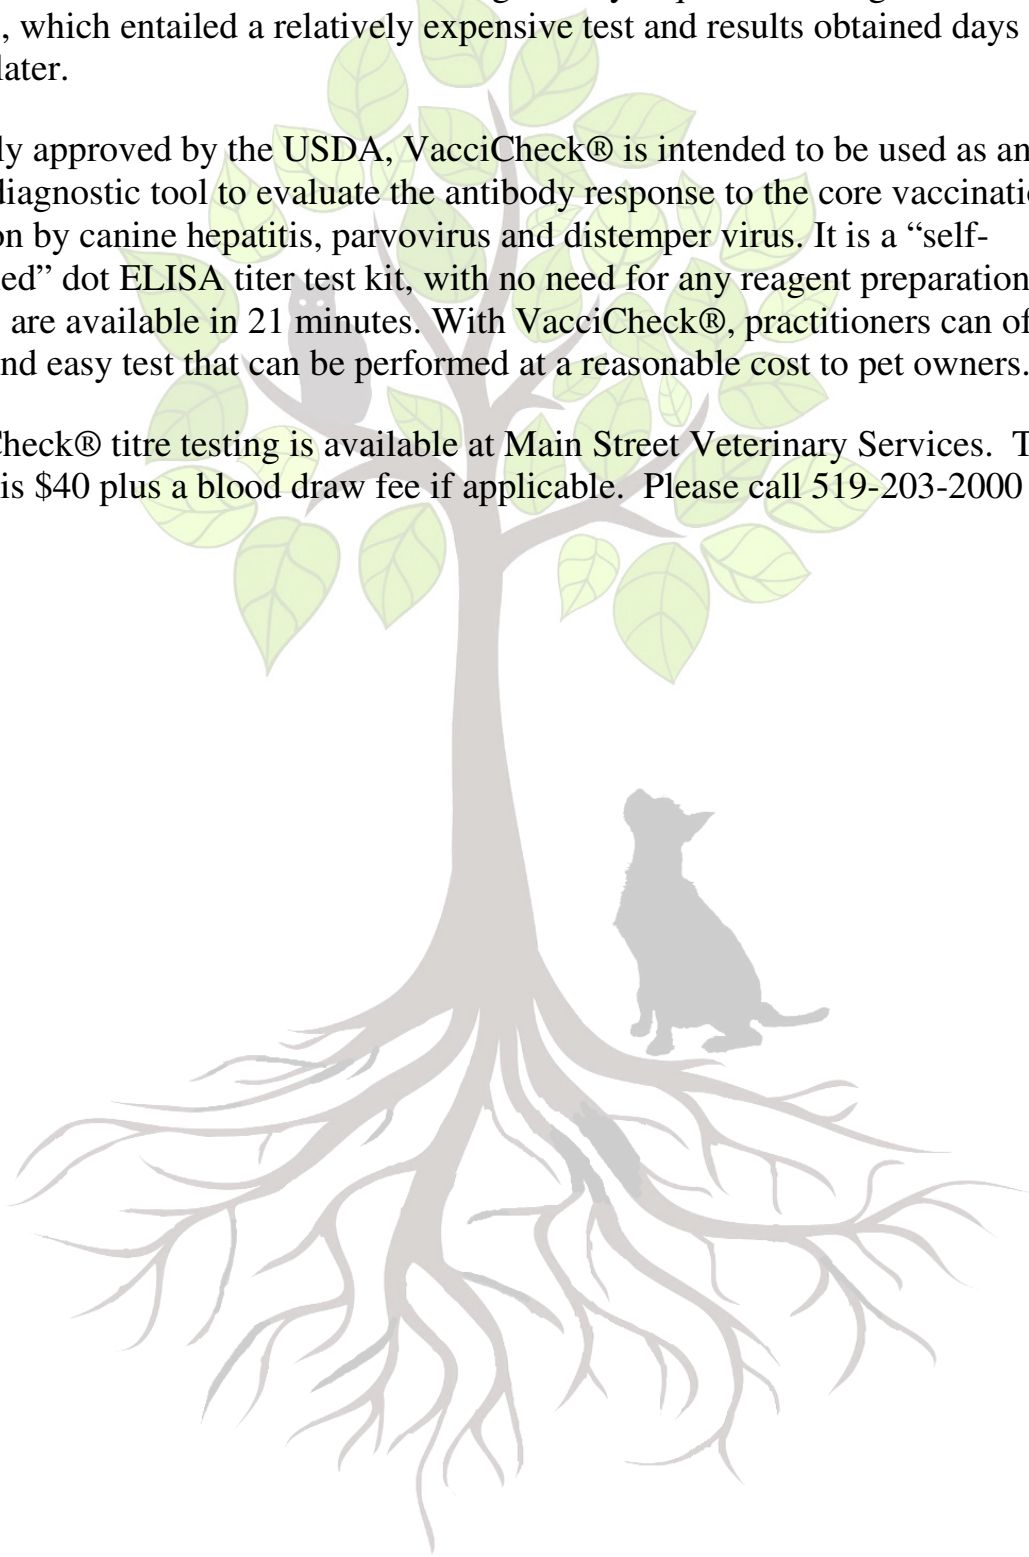 , which entailed a relatively expensive test and results obtained days
later.
ly approved by the USDA, VacciCheck® is intended to be used as an
diagnostic tool to evaluate the antibody response to the core vaccinatio
on by canine hepatitis, parvovirus and distemper virus. It is a “self-
ed” dot ELISA titer test kit, with no need for any reagent preparation
are available in 21 minutes. With VacciCheck®, practitioners can of
nd easy test that can be performed at a reasonable cost to pet owners.
Check® titre testing is available at Main Street Veterinary Services.  T
is $40 plus a blood draw fee if applicable.  Please call 519-203-2000